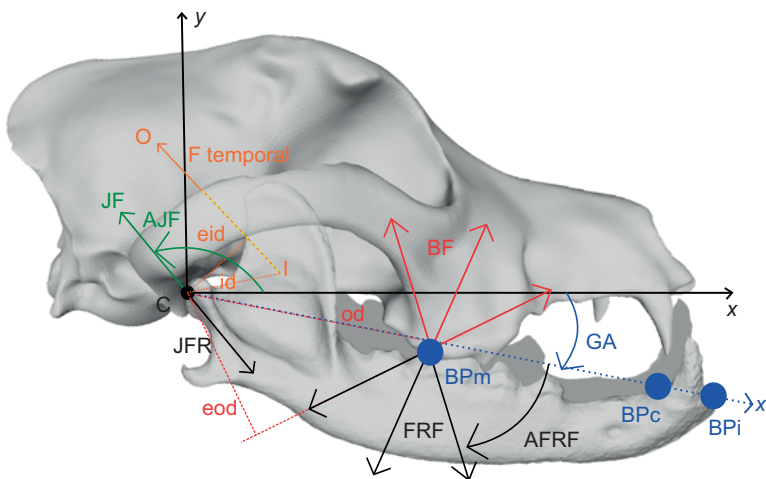 y
O
F temporal
JF
AJF
eid
BF
I
id
C
x
od
GA
JFR
BPm
eod
BPc
x
BPi
FRF
AFRF